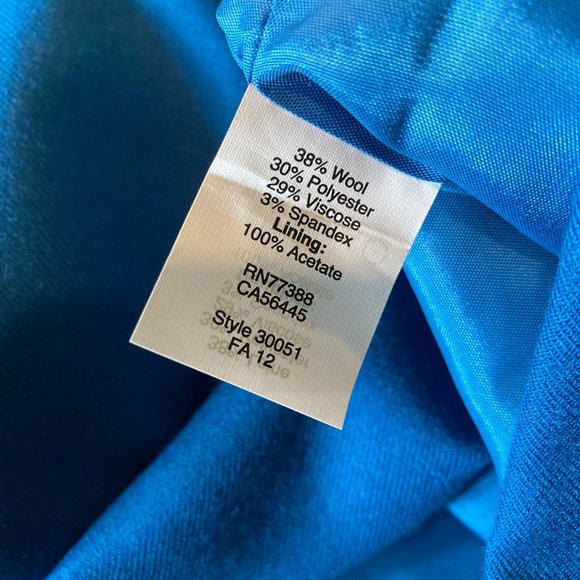 38% Wool
30% Polyester
29% Viscose
3% Spandex
Lining:
100% Acetate
RN77388
CA56445
Style 30051
FA 12